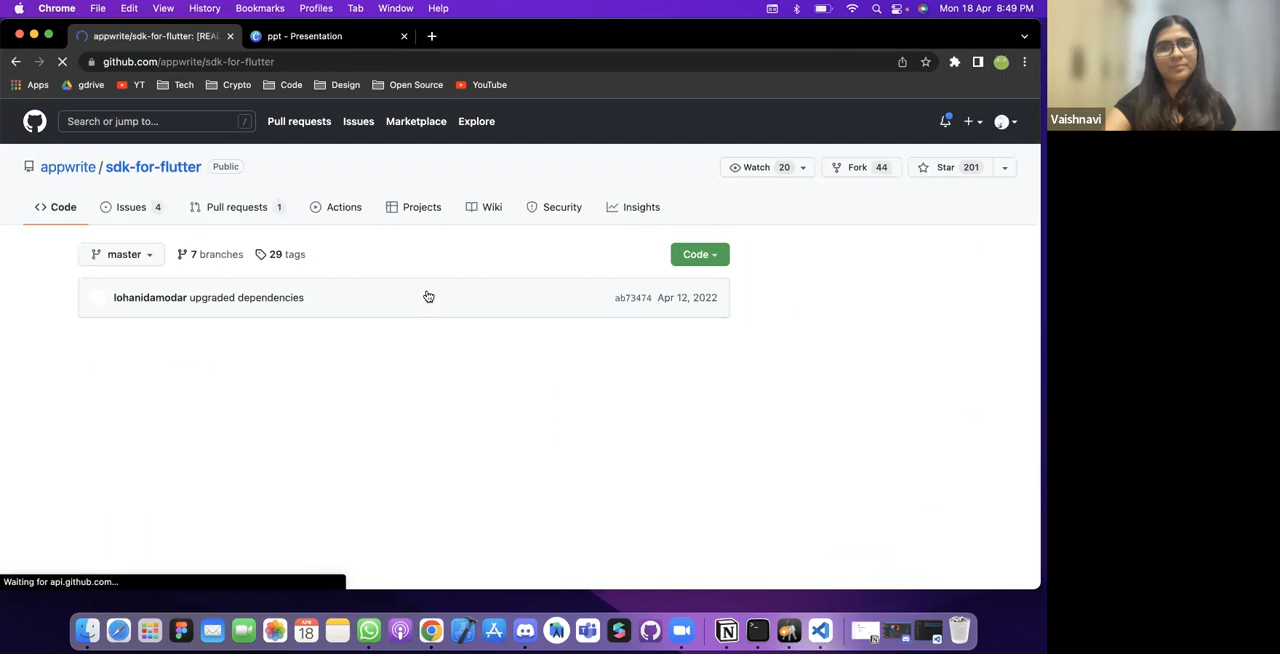 Chrome File Edit View History Bookmarks Profiles Tab Window Help Mon 18 Apr 8:49 PM
appwrite/sdk-for-flutter: [REA ppt - Presentation
github.com/appwrite/sdk-for-flutter
Apps gdrive YT Tech Crypto Code Design Open Source YouTube
Search or jump to... / Pull requests Issues Marketplace Explore
Vaishnavi
appwrite / sdk-for-flutter Public Watch 20 Fork 44 Star 201
<> Code Issues 4 Pull requests 1 Actions Projects Wiki Security Insights
master 7 branches 29 tags Code
lohanidamodar upgraded dependencies ab73474 Apr 12, 2022
Waiting for api.github.com...
APR
18